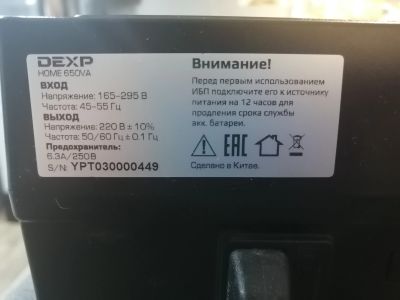 DEXP
HOME 650VA
ВХОД
Напряжение: 165-295 В
Частота: 45-55 Гц
ВЫХОД
Напряжение: 220 В ± 10%
Частота: 50/60 Гц ± 0.1 Гц
Предохранитель:
6.3А/250В
S/N: YPT030000449
Внимание!
Перед первым использованием
ИБП подключите его к источнику
питания на 12 часов для
продления срока службы
акк. батареи.
EAC
Сделано в Китае.